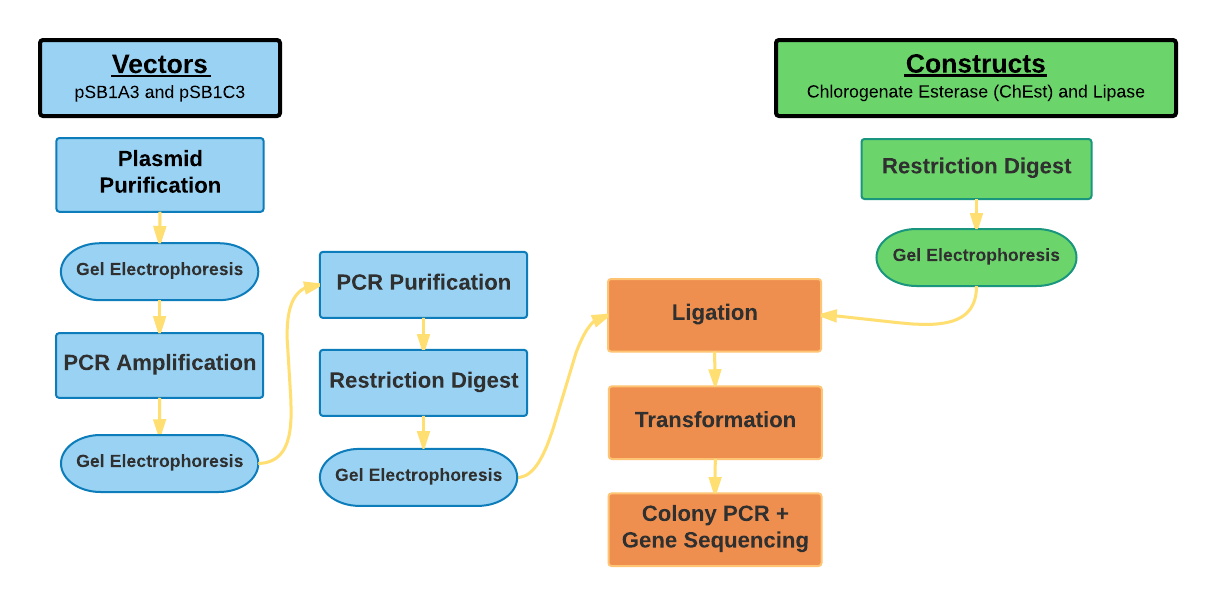 Vectors
pSB1A3 and pSB1C3
Plasmid
Purification
Gel Electrophoresis
PCR Amplification
Gel Electrophoresis
PCR Purification
Restriction Digest
Gel Electrophoresis
Constructs
Chlorogenate Esterase (ChEst) and Lipase
Restriction Digest
Gel Electrophoresis
Ligation
Transformation
Colony PCR +
Gene Sequencing